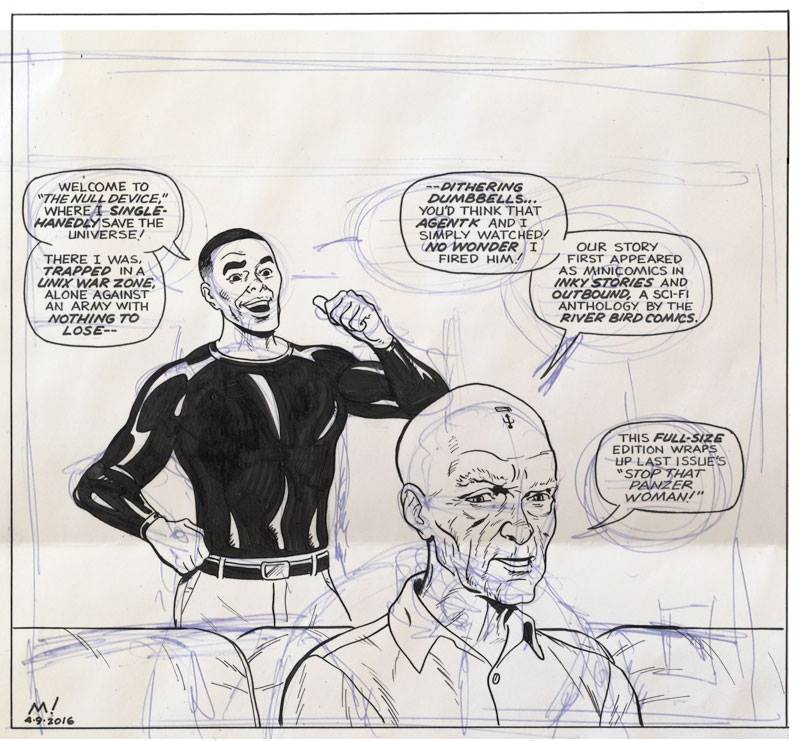 WELCOME TO
"THE NULL DEVICE,"
WHERE I SINGLE-
HANEDLY SAVE THE
UNIVERSE!
THERE I WAS,
TRAPPED IN A
UNIX WAR ZONE,
ALONE AGAINST
AN ARMY WITH
NOTHING TO
LOSE--
--DITHERING
DUMBBELLS...
YOU'D THINK THAT
AGENT K AND I
SIMPLY WATCHED!
NO WONDER I
FIRED HIM!
OUR STORY
FIRST APPEARED
AS MINICOMICS IN
INKY STORIES AND
OUTBOUND, A SCI-FI
ANTHOLOGY BY THE
RIVER BIRD COMICS.
THIS FULL-SIZE
EDITION WRAPS
UP LAST ISSUE'S
"STOP THAT
PANZER
WOMAN!"
M!
4·9·2016